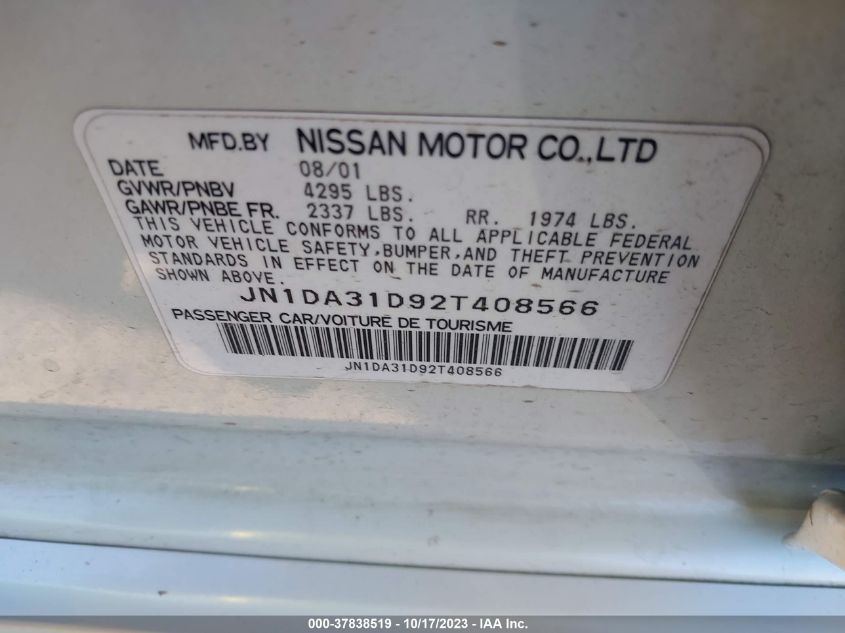 MFD.BY NISSAN MOTOR CO.,LTD
DATE 08/01
GVWR/PNBV 4295 LBS.
GAWR/PNBE FR. 2337 LBS. RR. 1974 LBS.
THIS VEHICLE CONFORMS TO ALL APPLICABLE FEDERAL
MOTOR VEHICLE SAFETY,BUMPER,AND THEFT PREVENTION
STANDARDS IN EFFECT ON THE DATE OF MANUFACTURE
SHOWN ABOVE.
JN1DA31D92T408566
PASSENGER CAR/VOITURE DE TOURISME
JN1DA31D92T408566
000-37838519 - 10/17/2023 - IAA Inc.